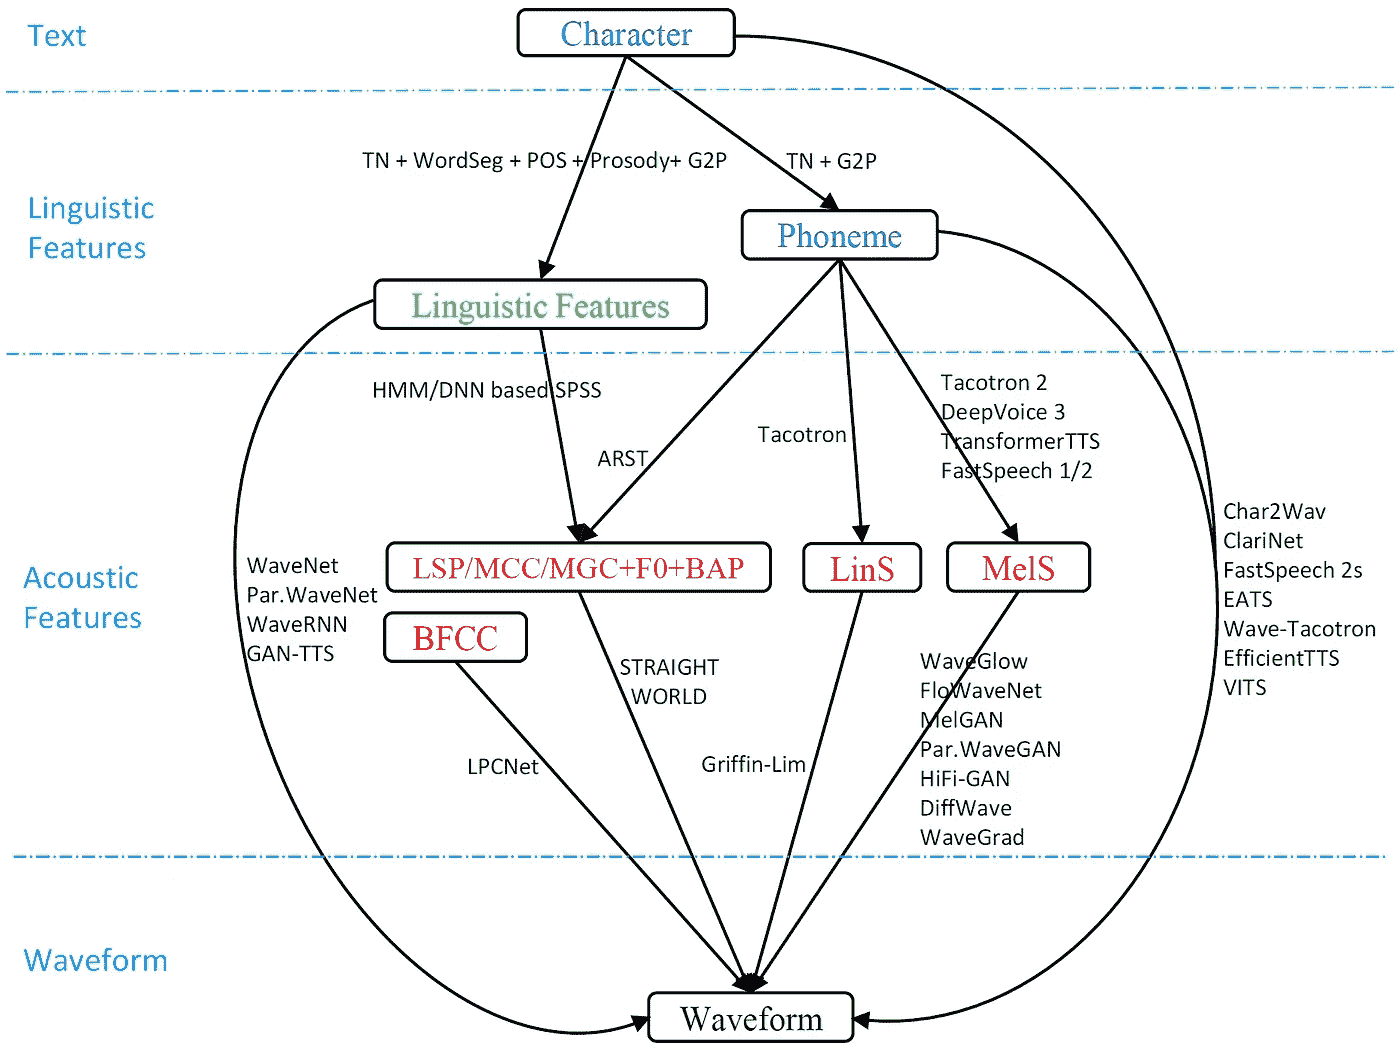 Text
Character
TN + WordSeg + POS + Prosody+ G2P
TN + G2P
Linguistic
Features
Phoneme
Linguistic Features
HMM/DNN based SPSS
ARST
Tacotron
Tacotron 2
DeepVoice 3
TransformerTTS
FastSpeech 1/2
Acoustic
Features
LSP/MCC/MGC+F0+BAP
LinS
MelS
BFCC
WaveNet
Par.WaveNet
WaveRNN
GAN-TTS
Char2Wav
ClariNet
FastSpeech 2s
EATS
Wave-Tacotron
EfficientTTS
VITS
STRAIGHT
WORLD
LPCNet
Griffin-Lim
WaveGlow
FloWaveNet
MelGAN
Par.WaveGAN
HiFi-GAN
DiffWave
WaveGrad
Waveform
Waveform